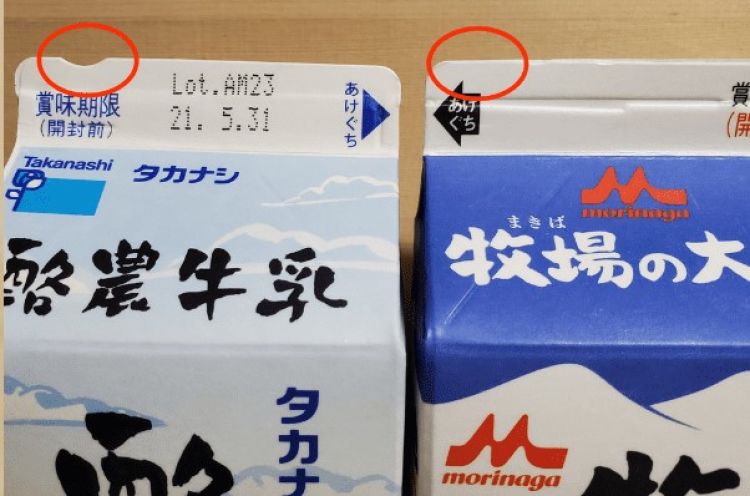 Lot.AM23
賞味期限
(開封前)
21. 5.31
あけぐち
Takanashi
タカナシ
酪農牛乳
タカナ
酪
あけぐち
賞
(開
morinaga
まきば
牧場の大
morinaga
牧